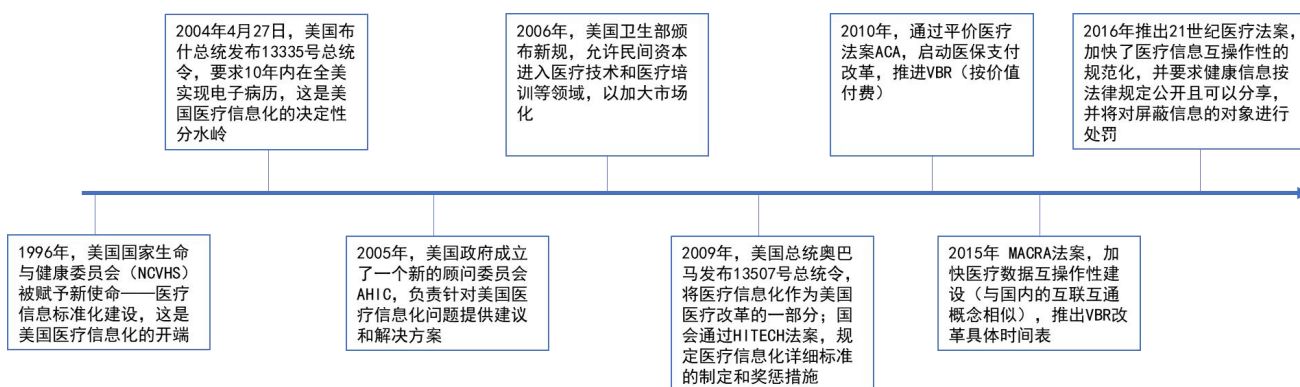 2004年4月27日，美国布
什总统发布13335号总统
令，要求10年内在全美
实现电子病历，这是美
国医疗信息化的决定性
分水岭
2006年，美国卫生部颁
布新规，允许民间资本
进入医疗技术和医疗培
训等领域，以加大市场
化
2010年，通过平价医疗
法案ACA，启动医保支付
改革，推进VBR（按价值
付费）
2016年推出21世纪医疗法案，
加快了医疗信息互操作性的
规范化，并要求健康信息按
法律规定公开且可以分享，
并将对屏蔽信息的对象进行
处罚
1996年，美国国家生命
与健康委员会（NCVHS）
被赋予新使命——医疗
信息标准化建设，这是
美国医疗信息化的开端
2005年，美国政府成立
了一个新的顾问委员会
AHIC，负责针对美国医
疗信息化问题提供建议
和解决方案
2009年，美国总统奥巴
马发布13507号总统令，
将医疗信息化作为美国
医疗改革的一部分；国
会通过HITECH法案，规
定医疗信息化详细标准
的制定和奖惩措施
2015年 MACRA法案，加
快医疗数据互操作性建
设（与国内的互联互通
概念相似），推出VBR改
革具体时间表